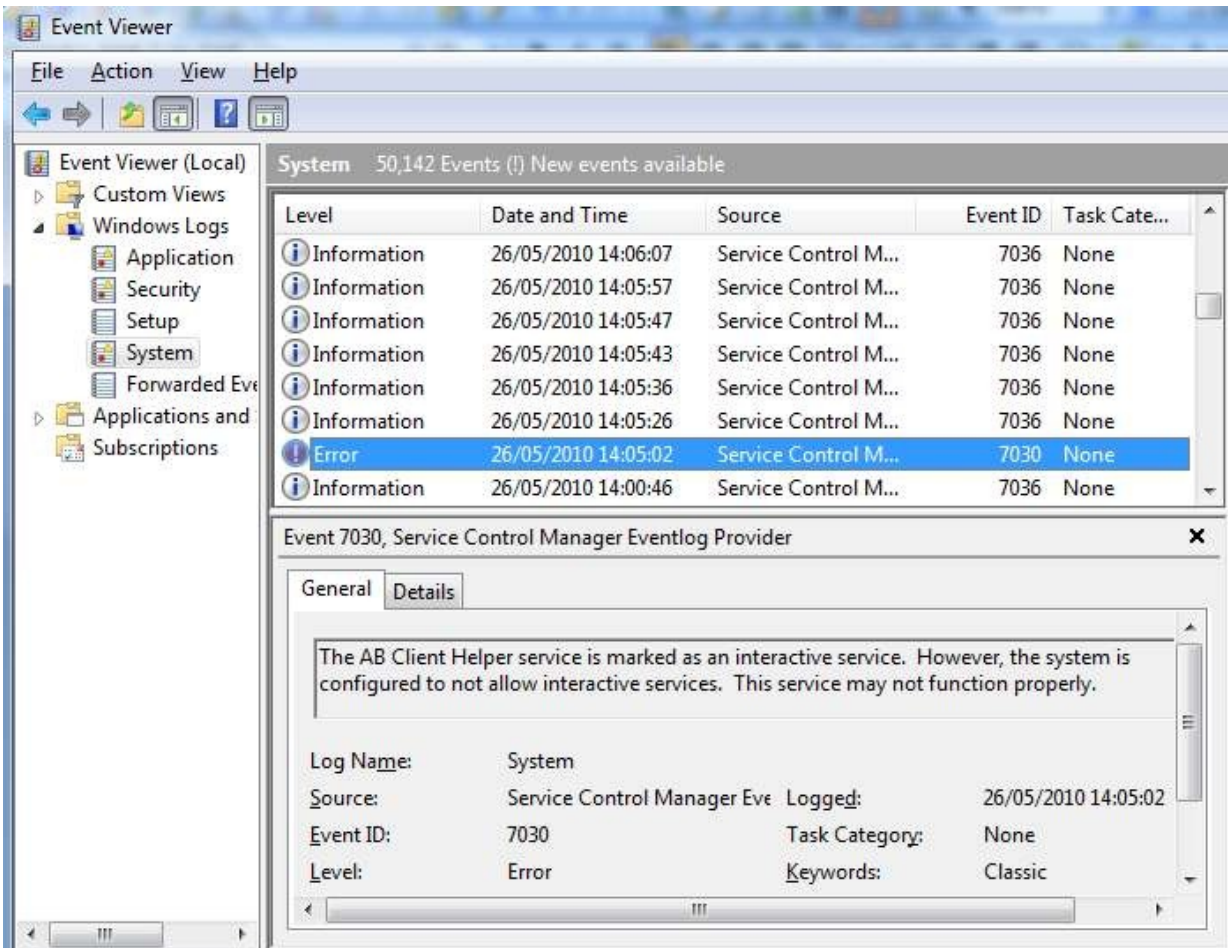 Event Viewer
File Action View Help
Event Viewer (Local)
Custom Views
Windows Logs
Application
Security
Setup
System
Forwarded Eve
Applications and
Subscriptions
System 50,142 Events (!) New events available
Level Date and Time Source Event ID Task Cate...
Information 26/05/2010 14:06:07 Service Control M... 7036 None
Information 26/05/2010 14:05:57 Service Control M... 7036 None
Information 26/05/2010 14:05:47 Service Control M... 7036 None
Information 26/05/2010 14:05:43 Service Control M... 7036 None
Information 26/05/2010 14:05:36 Service Control M... 7036 None
Information 26/05/2010 14:05:26 Service Control M... 7036 None
Error 26/05/2010 14:05:02 Service Control M... 7030 None
Information 26/05/2010 14:00:46 Service Control M... 7036 None
Event 7030, Service Control Manager Eventlog Provider
General Details
The AB Client Helper service is marked as an interactive service. However, the system is
configured to not allow interactive services. This service may not function properly.
Log Name: System
Source: Service Control Manager Eve Logged: 26/05/2010 14:05:02
Event ID: 7030 Task Category: None
Level: Error Keywords: Classic